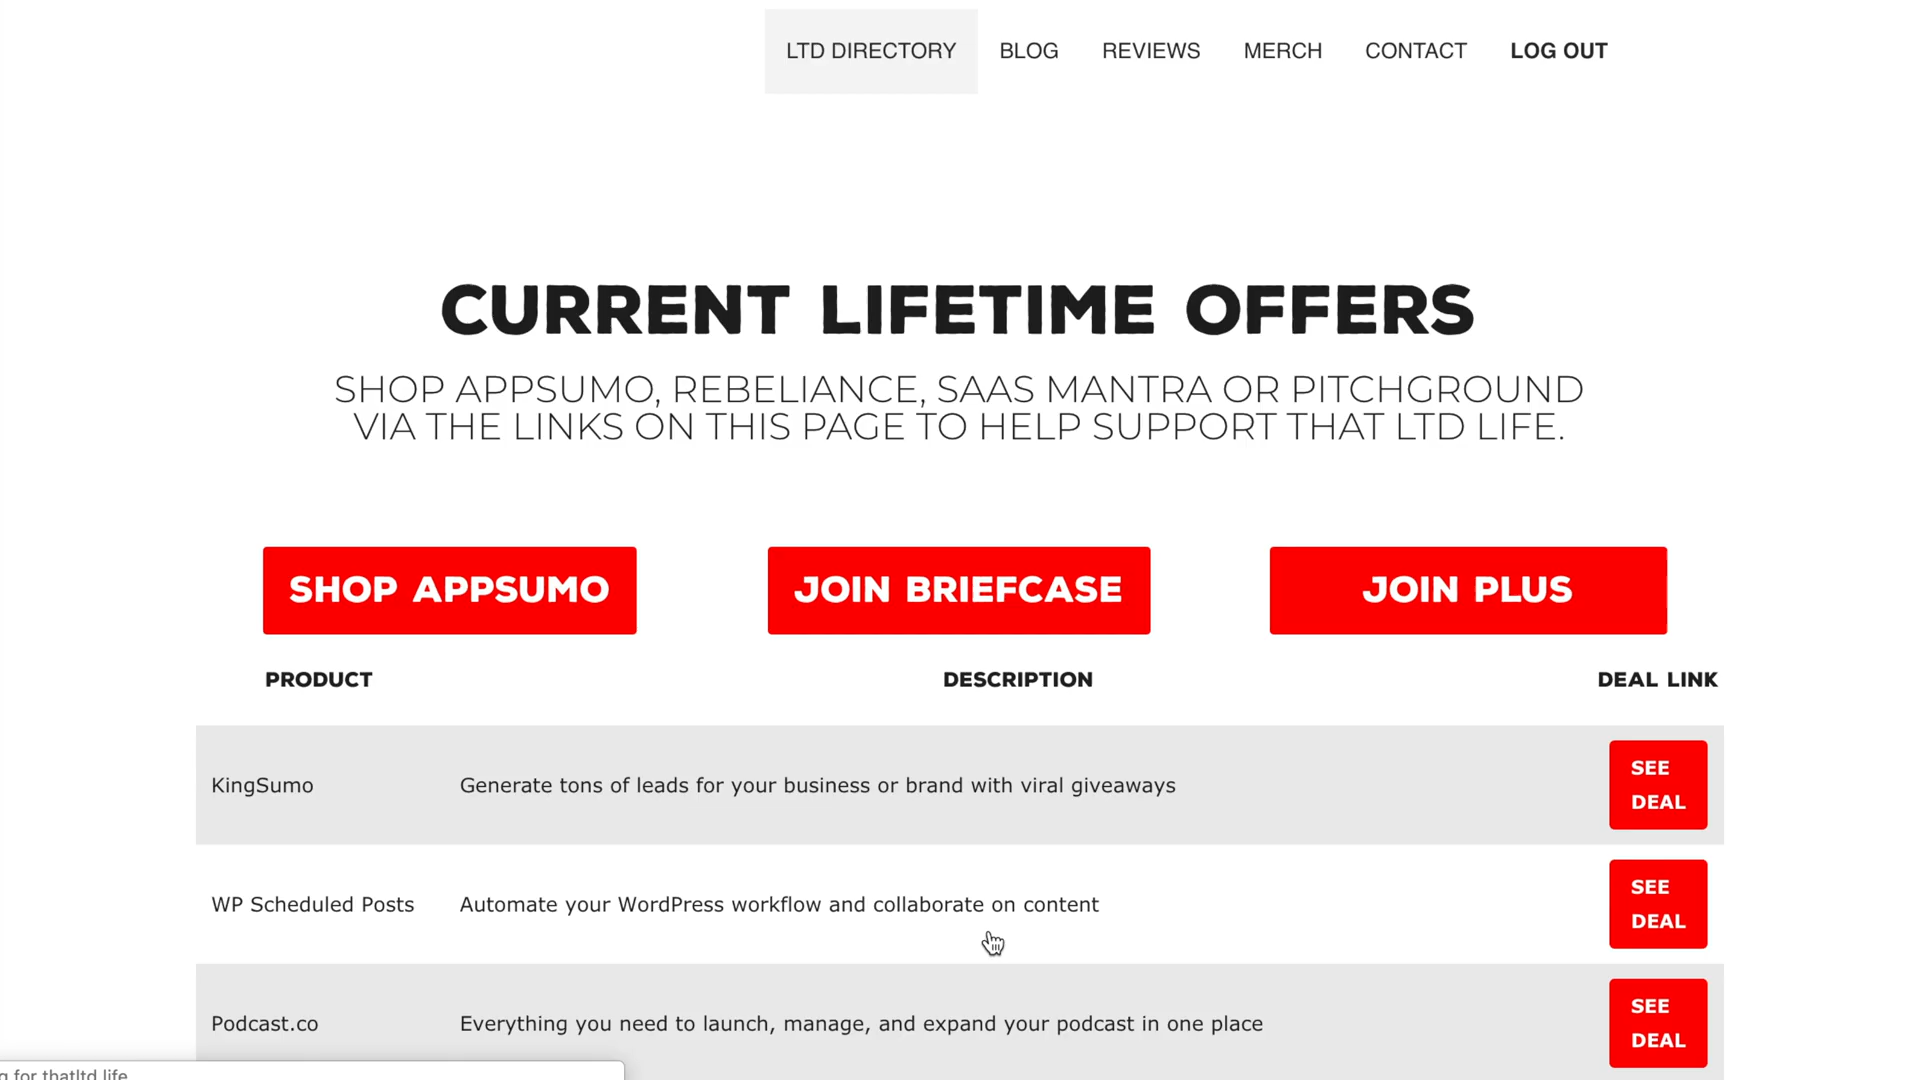 LTD DIRECTORY BLOG REVIEWS MERCH CONTACT LOG OUT
CURRENT LIFETIME OFFERS
SHOP APPSUMO, REBELIANCE, SAAS MANTRA OR PITCHGROUND
VIA THE LINKS ON THIS PAGE TO HELP SUPPORT THAT LTD LIFE.
SHOP APPSUMO JOIN BRIEFCASE JOIN PLUS
PRODUCT DESCRIPTION DEAL LINK
KingSumo Generate tons of leads for your business or brand with viral giveaways SEE
DEAL
WP Scheduled Posts Automate your WordPress workflow and collaborate on content SEE
DEAL
Podcast.co Everything you need to launch, manage, and expand your podcast in one place SEE
DEAL
for thatltd.life